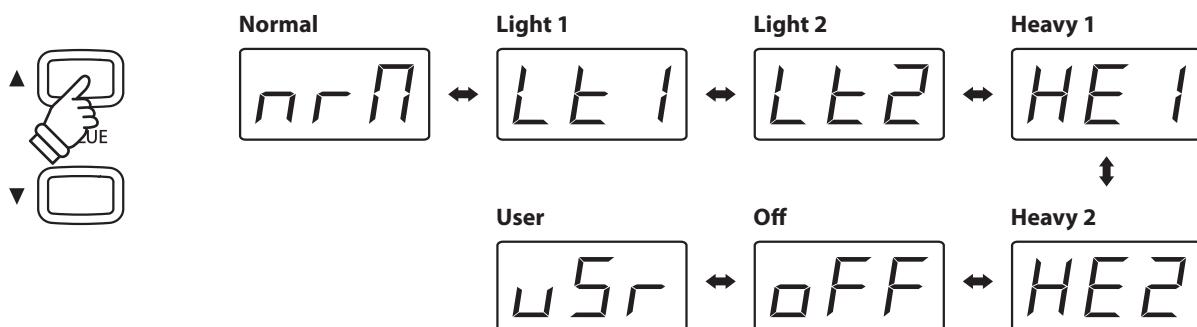 Normal Light 1 Light 2 Heavy 1
nrM Lt1 Lt2 HE1
▲
▼
User Off Heavy 2
uSr oFF HE2